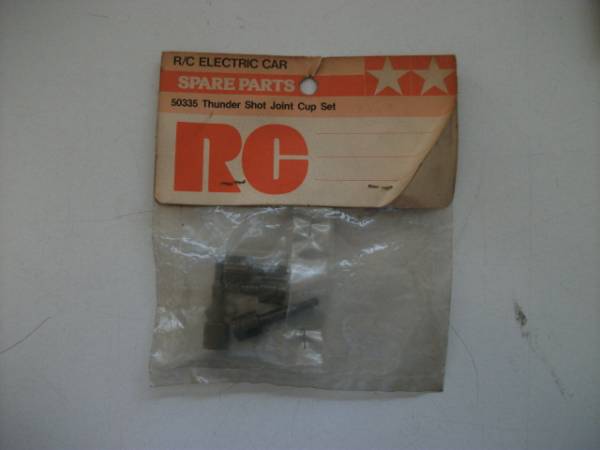 R/C ELECTRIC CAR
SPARE PARTS
50335 Thunder Shot Joint Cup Set
RC